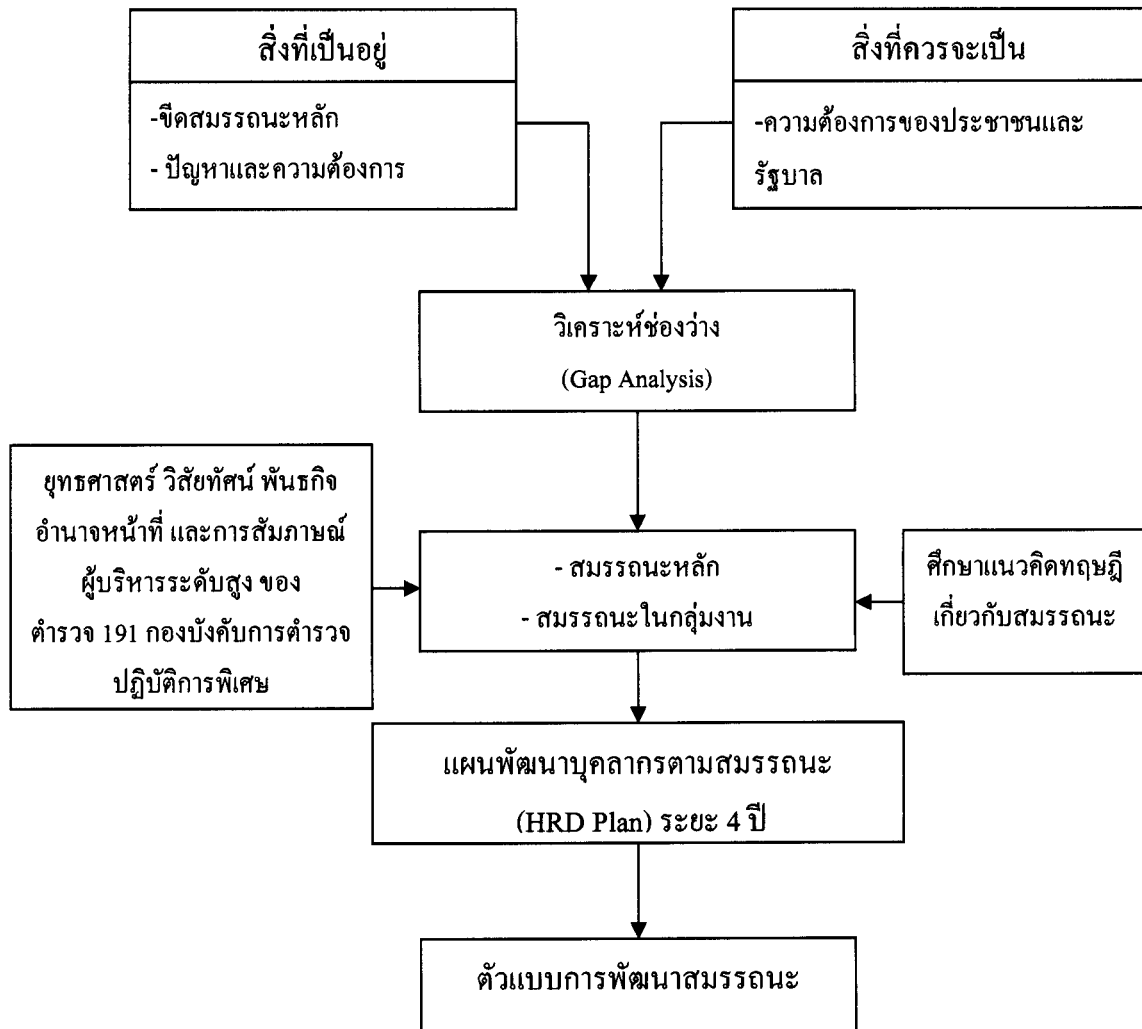 สิ่งที่เป็นอยู่
-ขีดสมรรถนะหลัก
- ปัญหาและความต้องการ
สิ่งที่ควรจะเป็น
-ความต้องการของประชาชนและ
รัฐบาล
วิเคราะห์ช่องว่าง
(Gap Analysis)
ยุทธศาสตร์ วิสัยทัศน์ พันธกิจ
อำนาจหน้าที่ และการสัมภาษณ์
ผู้บริหารระดับสูง ของ
ตำรวจ 191 กองบังคับการตำรวจ
ปฏิบัติการพิเศษ
- สมรรถนะหลัก
- สมรรถนะในกลุ่มงาน
ศึกษาแนวคิดทฤษฎี
เกี่ยวกับสมรรถนะ
แผนพัฒนาบุคลากรตามสมรรถนะ
(HRD Plan) ระยะ 4 ปี
ตัวแบบการพัฒนาสมรรถนะ